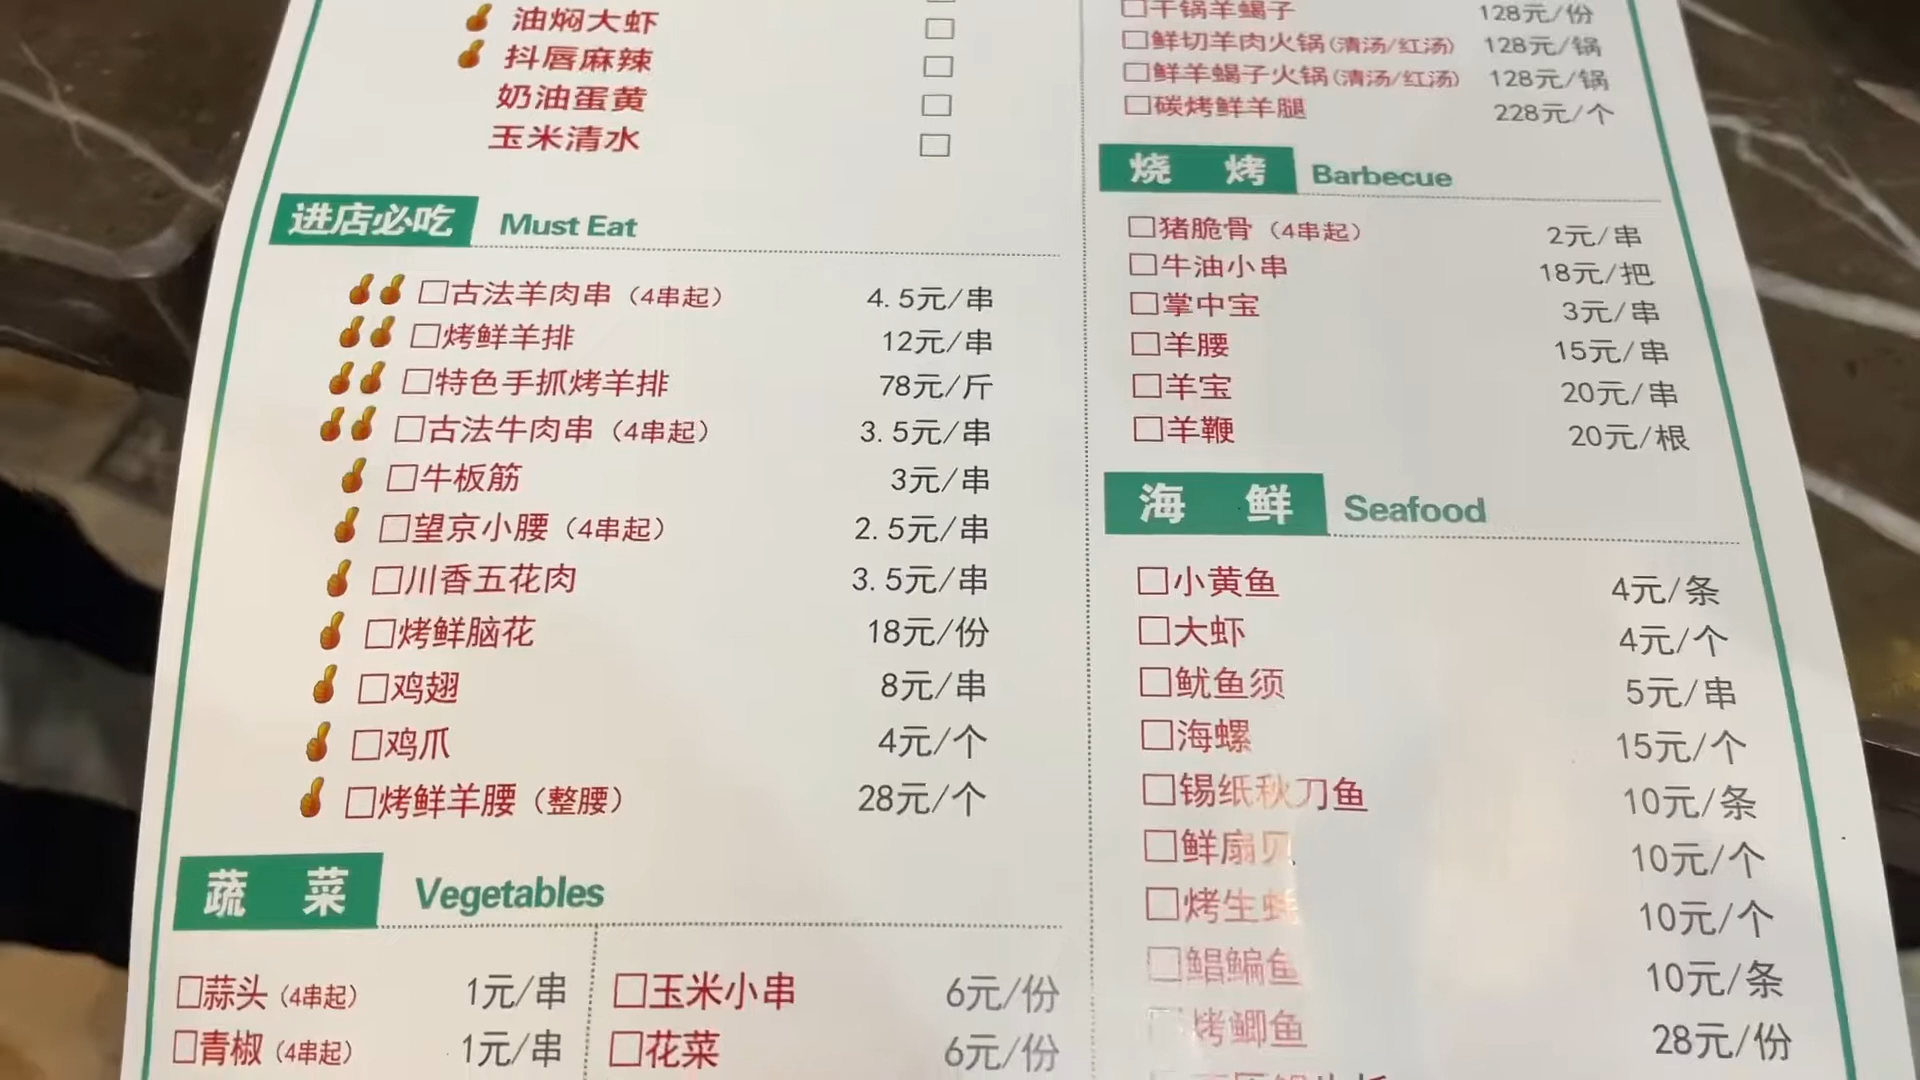 油焖大虾 □
抖唇麻辣 □
奶油蛋黄 □
玉米清水 □
进店必吃 Must Eat
□古法羊肉串（4串起） 4.5元/串
□烤鲜羊排 12元/串
□特色手抓烤羊排 78元/斤
□古法牛肉串（4串起） 3.5元/串
□牛板筋 3元/串
□望京小腰（4串起） 2.5元/串
□川香五花肉 3.5元/串
□烤鲜脑花 18元/份
□鸡翅 8元/串
□鸡爪 4元/个
□烤鲜羊腰（整腰） 28元/个
蔬 菜 Vegetables
□蒜头（4串起） 1元/串
□青椒（4串起） 1元/串
□玉米小串 6元/份
□花菜 6元/份
□干锅羊蝎子 128元/份
□鲜切羊肉火锅(清汤/红汤) 128元/锅
□鲜羊蝎子火锅(清汤/红汤) 128元/锅
□碳烤鲜羊腿 228元/个
烧 烤 Barbecue
□猪脆骨（4串起） 2元/串
□牛油小串 18元/把
□掌中宝 3元/串
□羊腰 15元/串
□羊宝 20元/串
□羊鞭 20元/根
海 鲜 Seafood
□小黄鱼 4元/条
□大虾 4元/个
□鱿鱼须 5元/串
□海螺 15元/个
□锡纸秋刀鱼 10元/条
□鲜扇贝 10元/个
□烤生蚝 10元/个
□鲳鳊鱼 10元/条
□烤鲫鱼 28元/份